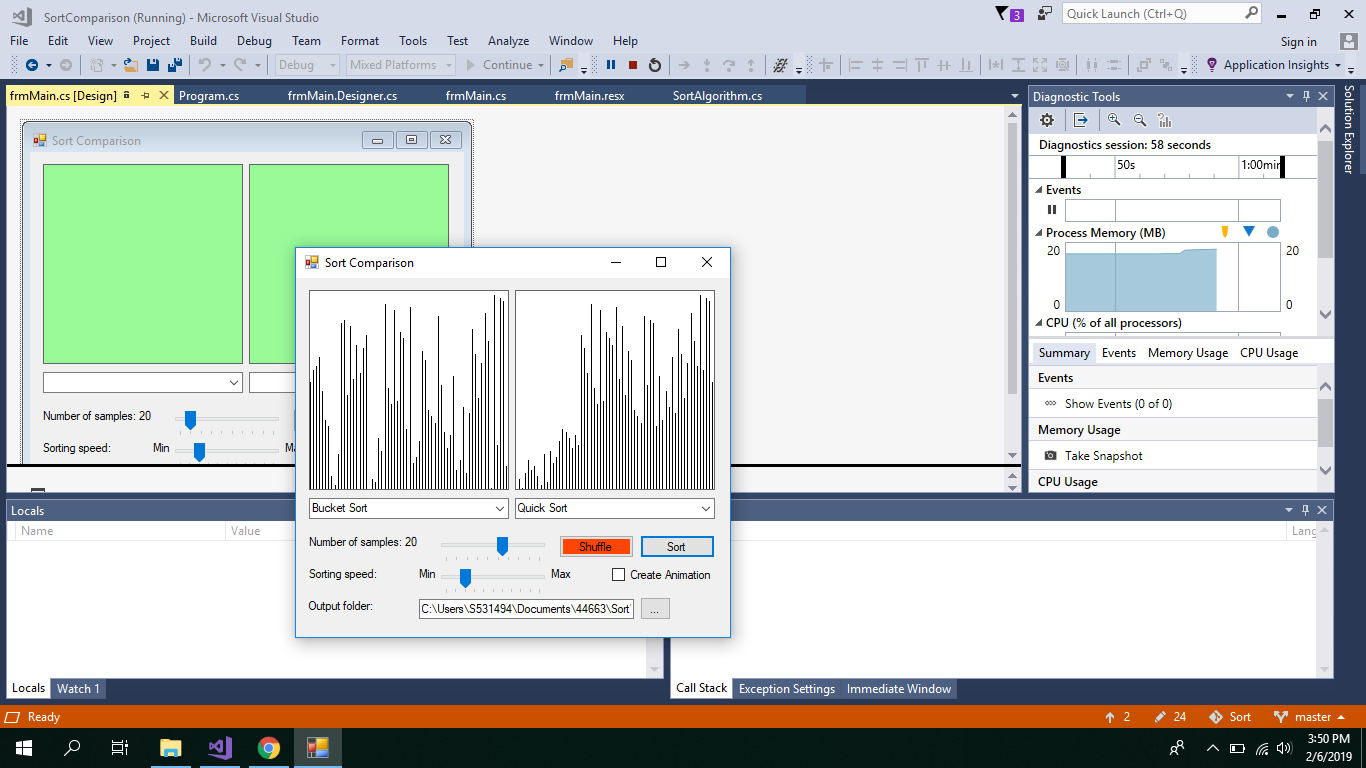 SortComparison (Running) - Microsoft Visual Studio
3
Quick Launch (Ctrl+Q)
File Edit View Project Build Debug Team Format Tools Test Analyze Window Help
Sign in
Debug Mixed Platforms Continue Application Insights
frmMain.cs [Design] Program.cs frmMain.Designer.cs frmMain.cs frmMain.resx SortAlgorithm.cs
Sort Comparison
Number of samples: 20
Sorting speed: Min
Sort Comparison
Bucket Sort Quick Sort
Number of samples: 20 Shuffle Sort
Sorting speed: Min Max Create Animation
Output folder: C:\Users\S531494\Documents\44663\Sort ...
Diagnostic Tools
Diagnostics session: 58 seconds
50s 1:00min
Events
Process Memory (MB)
20 20
0 0
CPU (% of all processors)
Summary Events Memory Usage CPU Usage
Events
Show Events (0 of 0)
Memory Usage
Take Snapshot
CPU Usage
Solution Explorer
Locals
Name Value
Lang
Locals Watch 1
Call Stack Exception Settings Immediate Window
Ready 2 24 Sort master
3:50 PM
2/6/2019